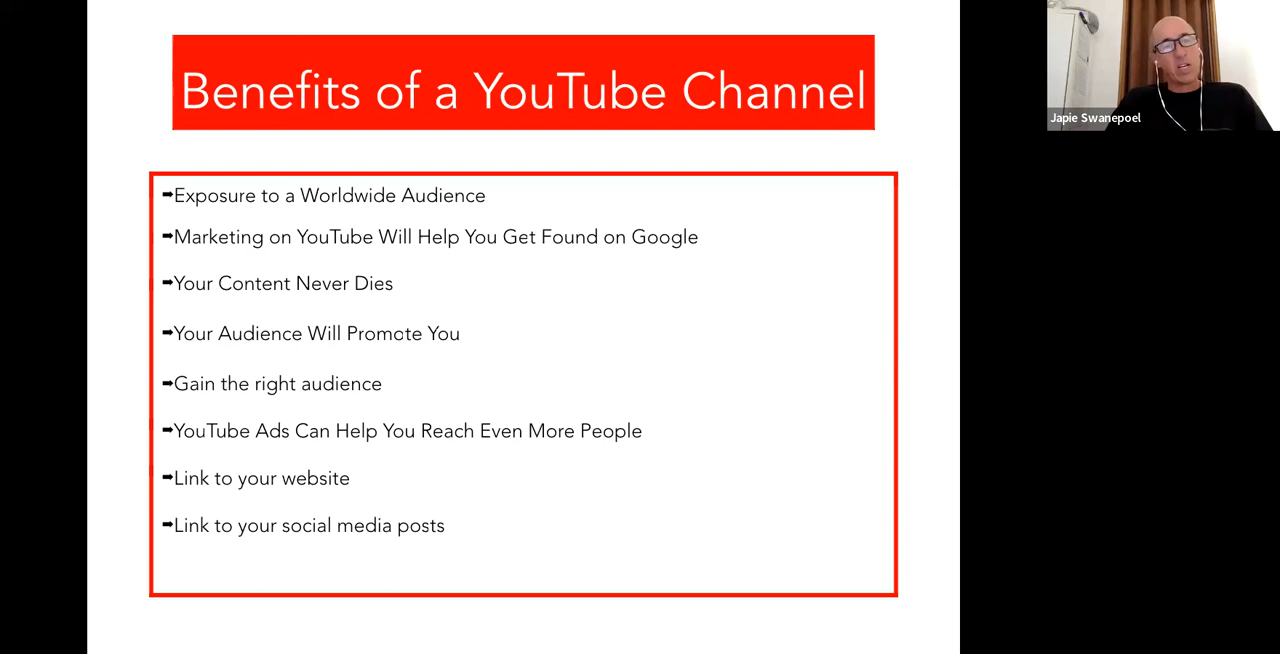 Benefits of a YouTube Channel
➡Exposure to a Worldwide Audience
➡Marketing on YouTube Will Help You Get Found on Google
➡Your Content Never Dies
➡Your Audience Will Promote You
➡Gain the right audience
➡YouTube Ads Can Help You Reach Even More People
➡Link to your website
➡Link to your social media posts
Japie Swanepoel